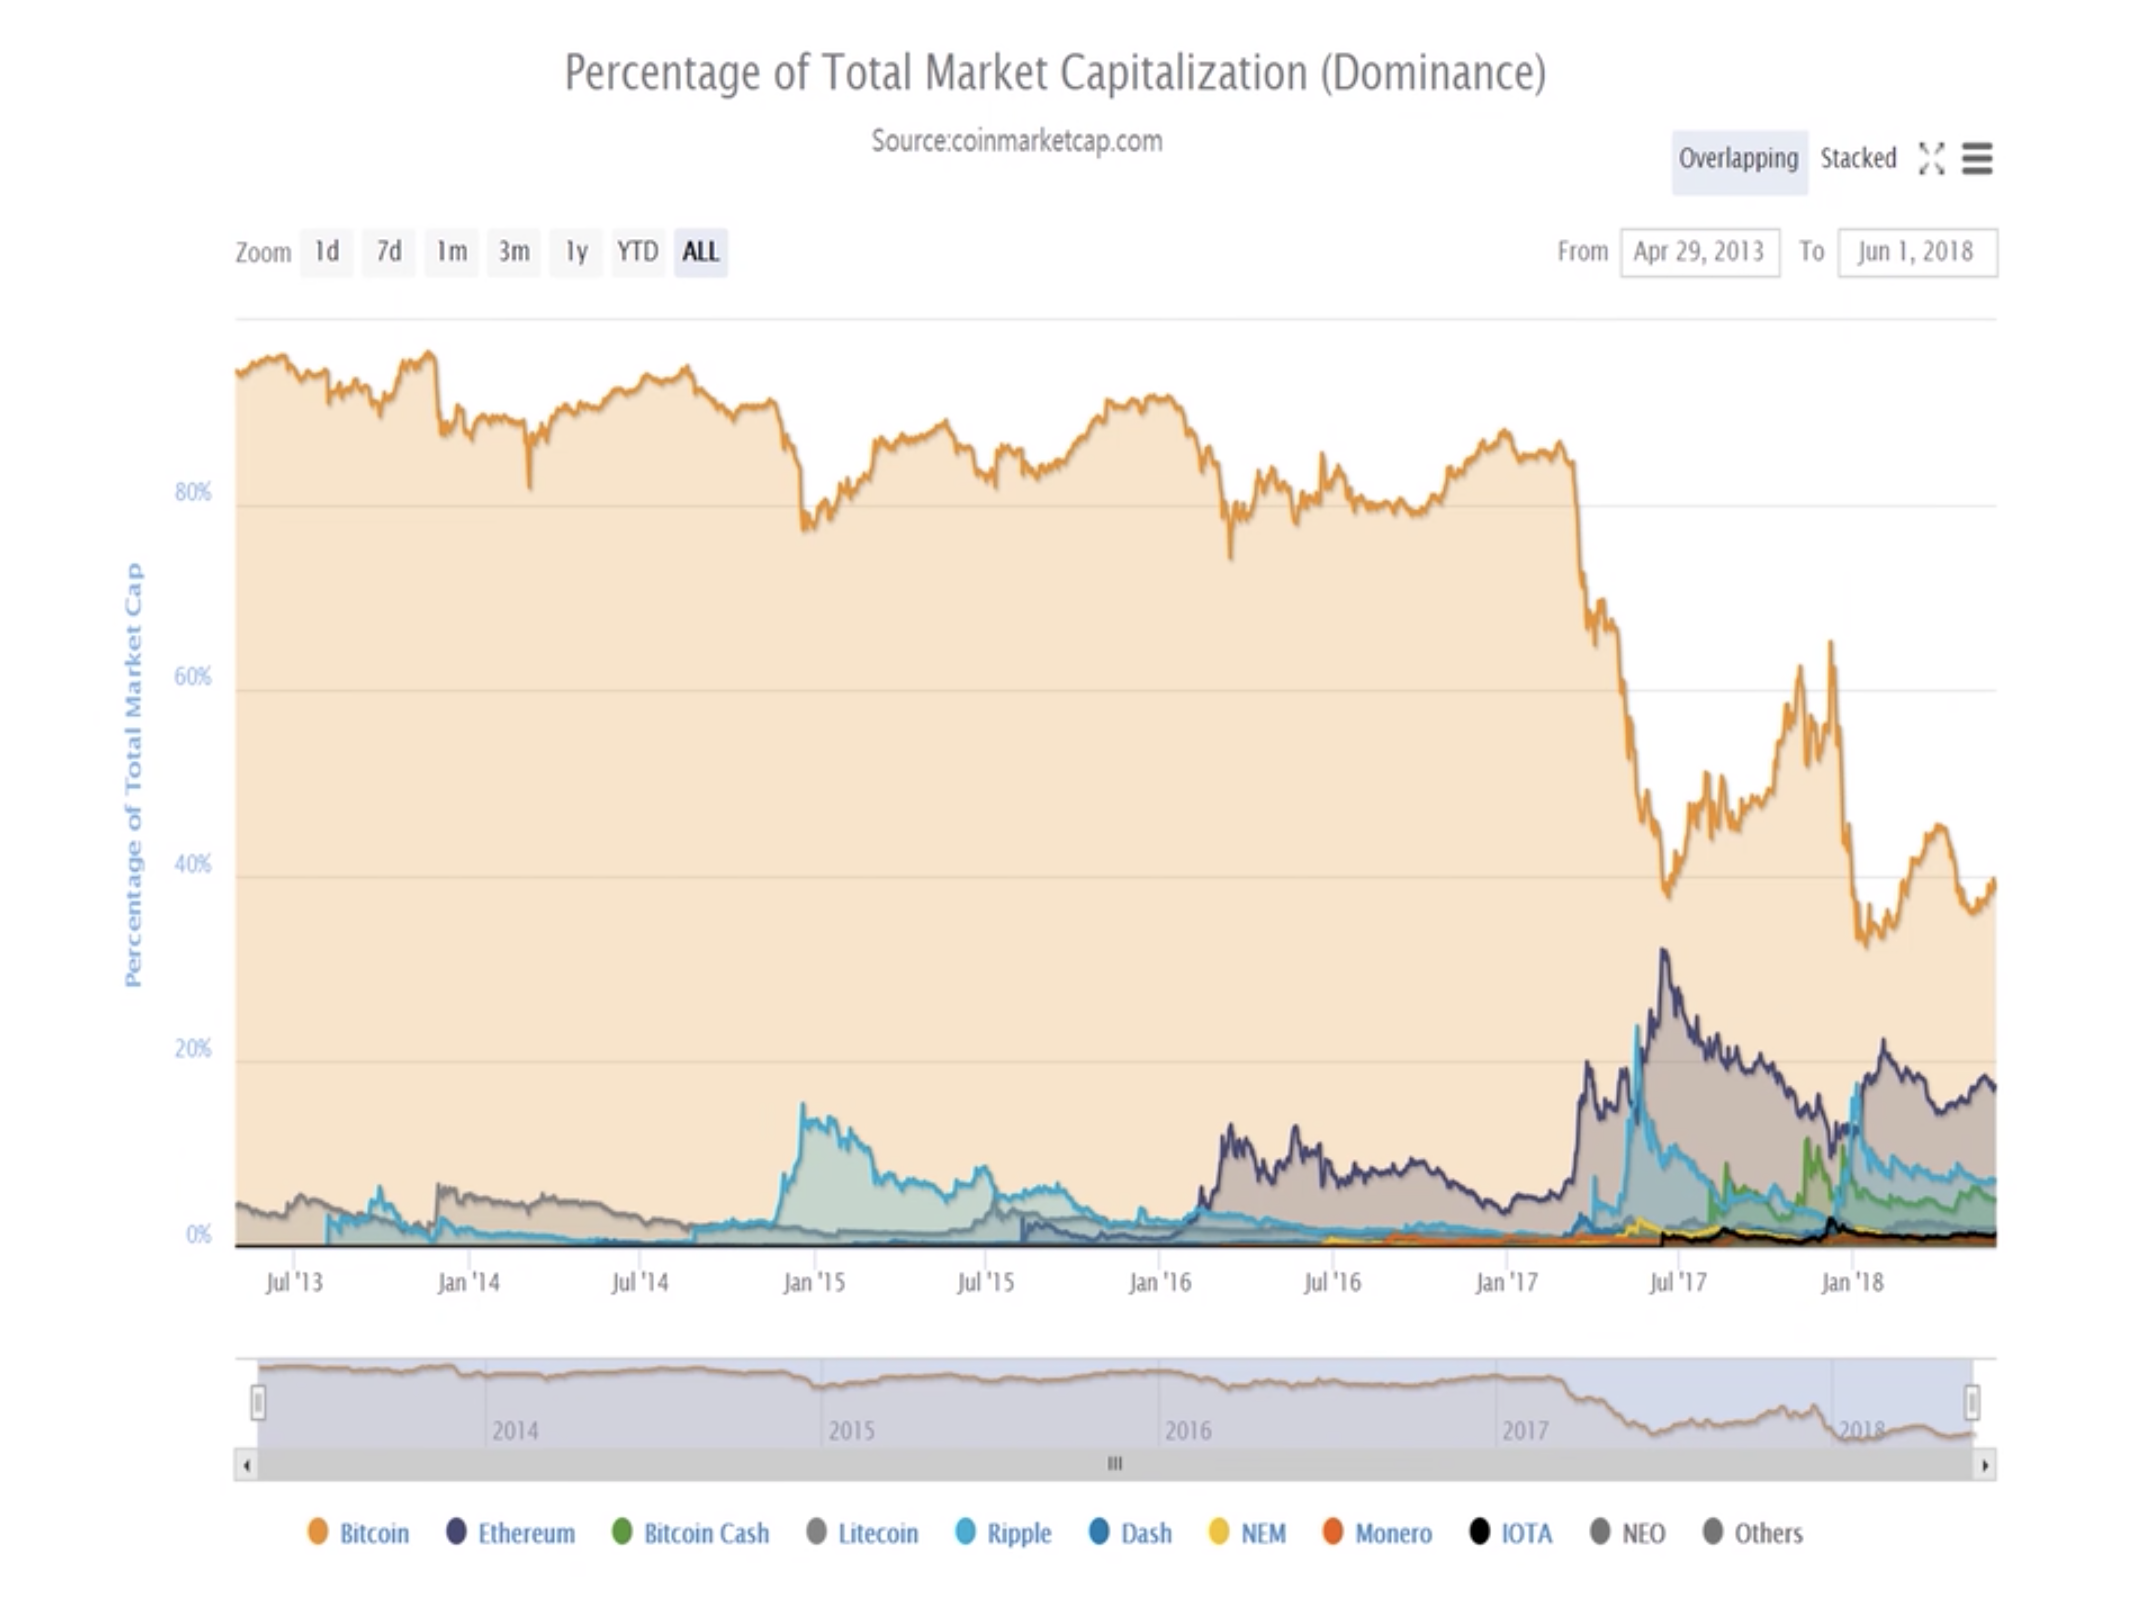 Percentage of Total Market Capitalization (Dominance)
Source:coinmarketcap.com
Overlapping Stacked
Zoom 1d 7d 1m 3m 1y YTD ALL
From Apr 29, 2013 To Jun 1, 2018
Percentage of Total Market Cap
80%
60%
40%
20%
0%
Jul '13 Jan '14 Jul '14 Jan '15 Jul '15 Jan '16 Jul '16 Jan '17 Jul '17 Jan '18
2014 2015 2016 2017 2018
Bitcoin Ethereum Bitcoin Cash Litecoin Ripple Dash NEM Monero IOTA NEO Others